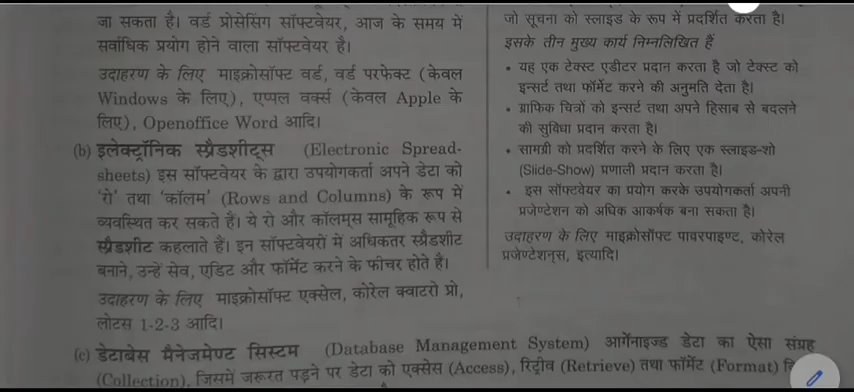 जा सकता है। वर्ड प्रोसेसिंग सॉफ्टवेयर, आज के समय में
सर्वाधिक प्रयोग होने वाला सॉफ्टवेयर है।
उदाहरण के लिए माइक्रोसाफ्ट वर्ड, वर्ड परफेक्ट (केवल
Windows के लिए), एप्पल वर्क्स (केवल Apple के
लिए), Openoffice Word आदि।
(b) इलेक्ट्रॉनिक स्प्रैडशीट्स (Electronic Spread-
sheets) इस सॉफ्टवेयर के द्वारा उपयोगकर्ता अपने डेटा को
'रो' तथा 'कॉलम' (Rows and Columns) के रूप में
व्यवस्थित कर सकते हैं। ये रो और कॉलम्स सामूहिक रूप से
स्प्रैडशीट कहलाते हैं। इन सॉफ्टवेयरों में अधिकतर स्प्रैडशीट
बनाने, उन्हें सेव, एडिट और फॉर्मेट करने के फीचर होते है।
उदाहरण के लिए माइक्रोसॉफ्ट एक्सेल, कोरेल क्वाटरो प्रो,
लोटस 1-2-3 आदि।
जो सूचना को स्लाइड के रूप में प्रदर्शित करता है।
इसके तीन मुख्य कार्य निम्नलिखित हैं
• यह एक टेक्स्ट एडीटर प्रदान करता है जो टेक्स्ट को
इन्सर्ट तथा फॉर्मेट करने की अनुमति देता है।
• ग्राफिक चित्रों को इन्सर्ट तथा अपने हिसाब से बदलने
की सुविधा प्रदान करता है।
• सामग्री को प्रदर्शित करने के लिए एक स्लाइड-शो
(Slide-Show) प्रणाली प्रदान करता है।
• इस सॉफ्टवेयर का प्रयोग करके उपयोगकर्ता अपनी
प्रजेण्टेशन को अधिक आकर्षक बना सकता है।
उदाहरण के लिए माइक्रोसॉफ्ट पावरपाइण्ट, कोरेल
प्रजेण्टेशन्स, इत्यादि।
(c) डेटाबेस मैनेजमेण्ट सिस्टम (Database Management System) आर्गेनाइज्ड डेटा का ऐसा संग्रह
(Collection), जिसमें जरूरत पड़ने पर डेटा को एक्सेस (Access), रिट्रीव (Retrieve) तथा फॉर्मेट (Format)